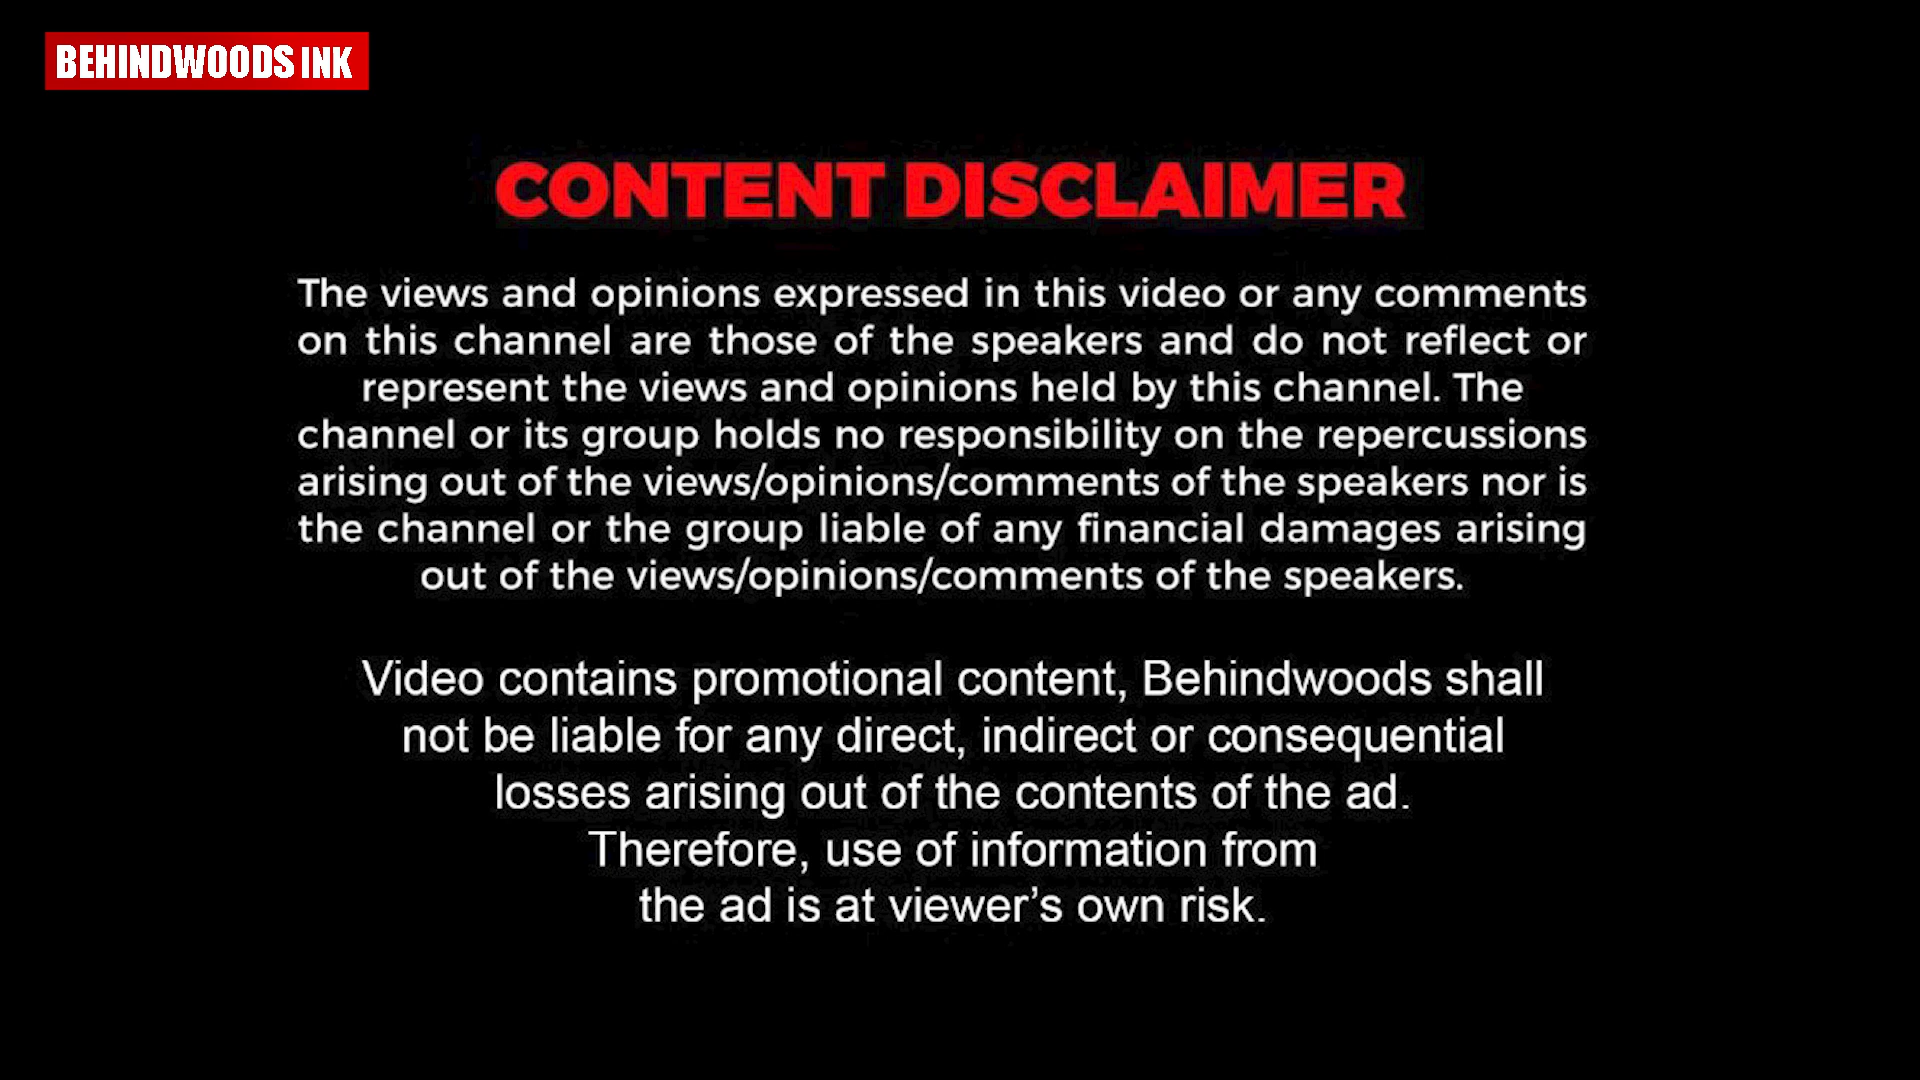 BEHINDWOODS INK
CONTENT DISCLAIMER
The views and opinions expressed in this video or any comments
on this channel are those of the speakers and do not reflect or
represent the views and opinions held by this channel. The
channel or its group holds no responsibility on the repercussions
arising out of the views/opinions/comments of the speakers nor is
the channel or the group liable of any financial damages arising
out of the views/opinions/comments of the speakers.
Video contains promotional content, Behindwoods shall
not be liable for any direct, indirect or consequential
losses arising out of the contents of the ad.
Therefore, use of information from
the ad is at viewer’s own risk.